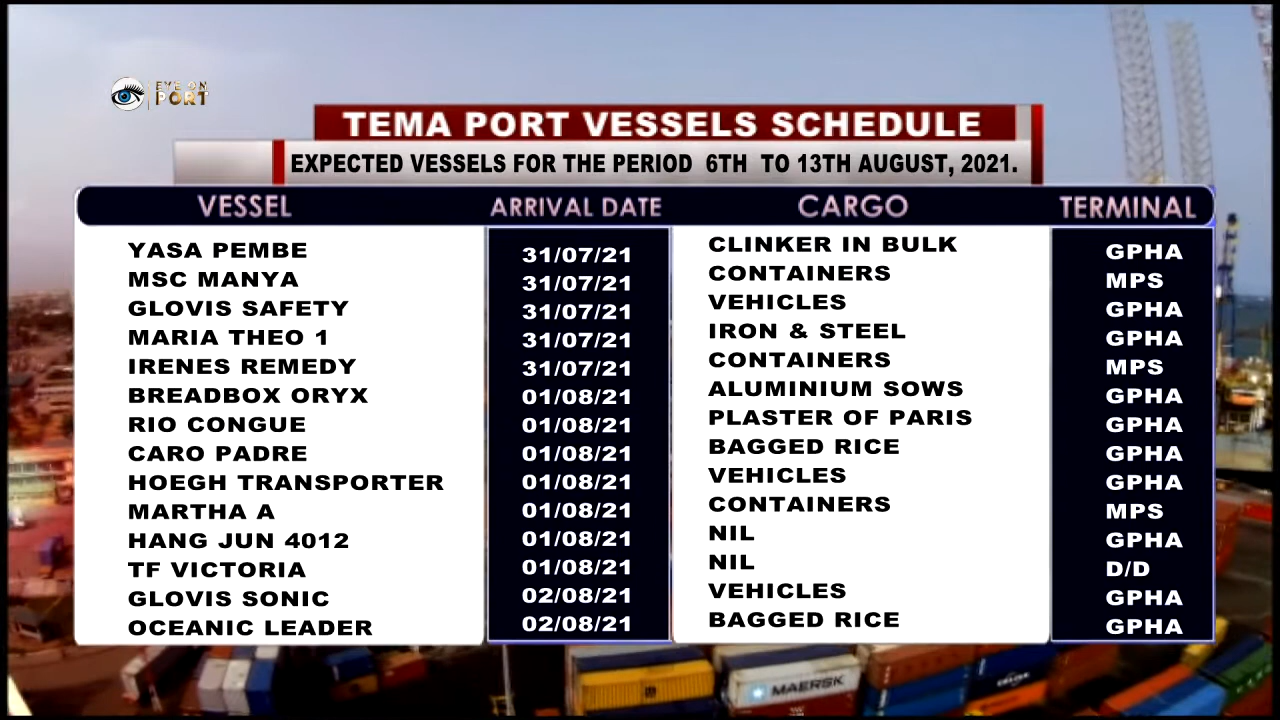 EYE ON
PORT
TEMA PORT VESSELS SCHEDULE
EXPECTED VESSELS FOR THE PERIOD 6TH TO 13TH AUGUST, 2021.
VESSEL ARRIVAL DATE CARGO TERMINAL
YASA PEMBE 31/07/21 CLINKER IN BULK GPHA
MSC MANYA 31/07/21 CONTAINERS MPS
GLOVIS SAFETY 31/07/21 VEHICLES GPHA
MARIA THEO 1 31/07/21 IRON & STEEL GPHA
IRENES REMEDY 31/07/21 CONTAINERS MPS
BREADBOX ORYX 01/08/21 ALUMINIUM SOWS GPHA
RIO CONGUE 01/08/21 PLASTER OF PARIS GPHA
CARO PADRE 01/08/21 BAGGED RICE GPHA
HOEGH TRANSPORTER 01/08/21 VEHICLES GPHA
MARTHA A 01/08/21 CONTAINERS MPS
HANG JUN 4012 01/08/21 NIL GPHA
TF VICTORIA 01/08/21 NIL D/D
GLOVIS SONIC 02/08/21 VEHICLES GPHA
OCEANIC LEADER 02/08/21 BAGGED RICE GPHA
MAERSK